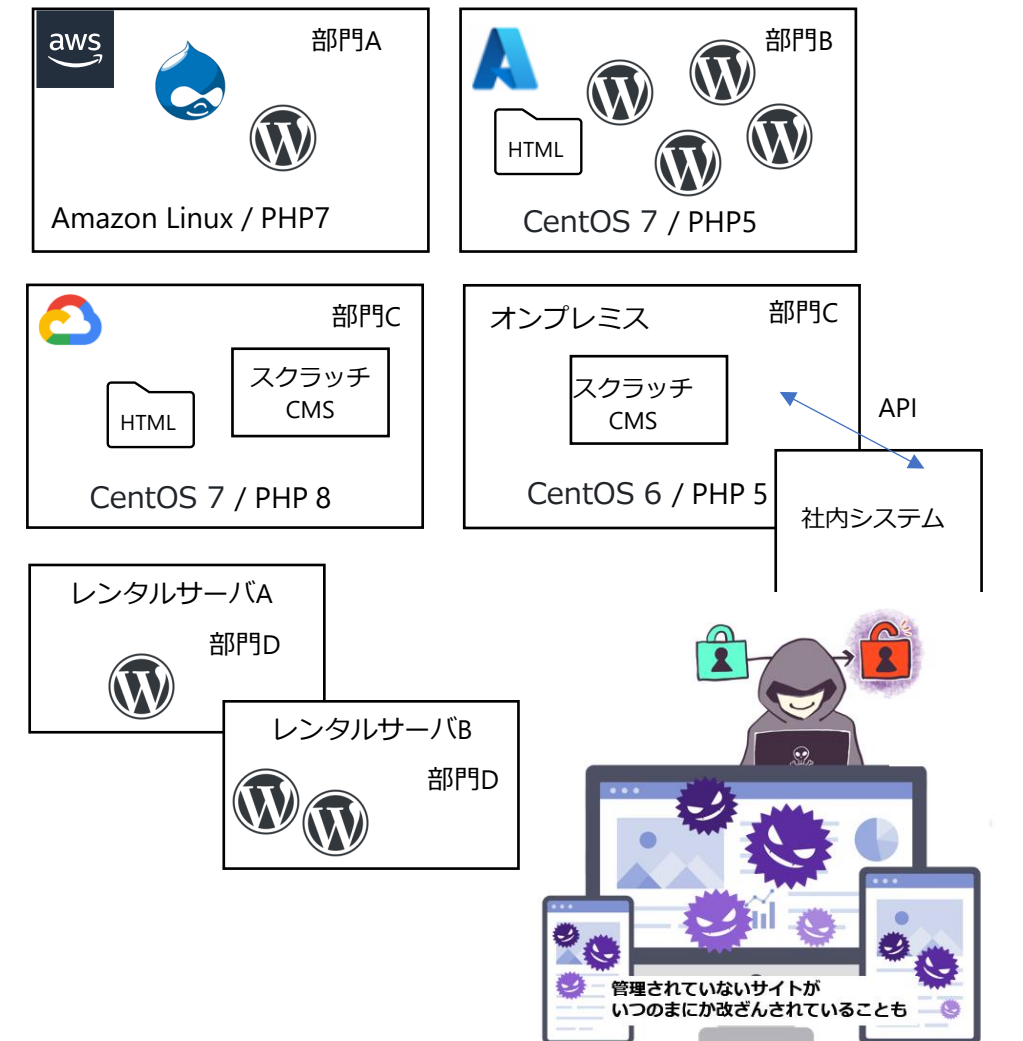 aws
部門A
Amazon Linux / PHP7
部門B
HTML
CentOS 7 / PHP5
部門C
HTML
スクラッチ
CMS
CentOS 7 / PHP 8
オンプレミス
部門C
スクラッチ
CMS
CentOS 6 / PHP 5
API
社内システム
レンタルサーバA
部門D
レンタルサーバB
部門D
管理されていないサイトが
いつのまにか改ざんされていることも